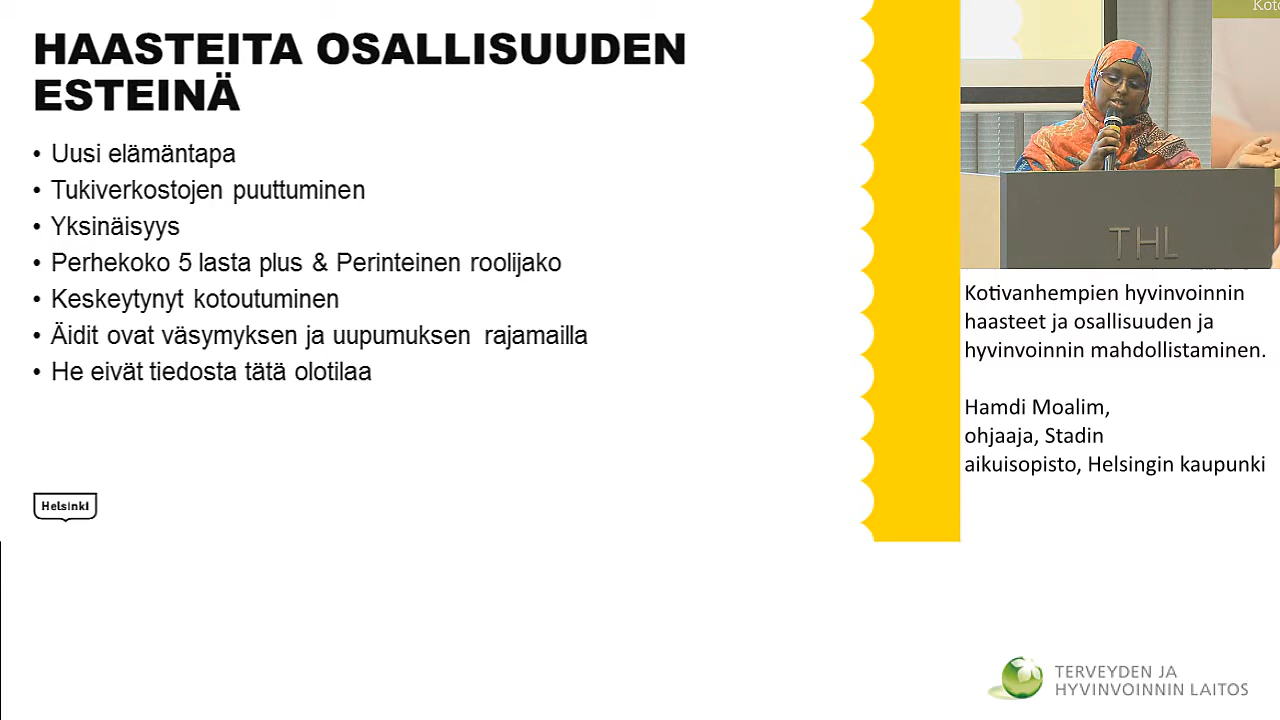 HAASTEITA OSALLISUUDEN
ESTEINÄ
• Uusi elämäntapa
• Tukiverkostojen puuttuminen
• Yksinäisyys
• Perhekoko 5 lasta plus & Perinteinen roolijako
• Keskeytynyt kotoutuminen
• Äidit ovat väsymyksen ja uupumuksen rajamailla
• He eivät tiedosta tätä olotilaa
Helsinki
THL
Kotivanhempien hyvinvoinnin
haasteet ja osallisuuden ja
hyvinvoinnin mahdollistaminen.
Hamdi Moalim,
ohjaaja, Stadin
aikuisopisto, Helsingin kaupunki
TERVEYDEN JA
HYVINVOINNIN LAITOS